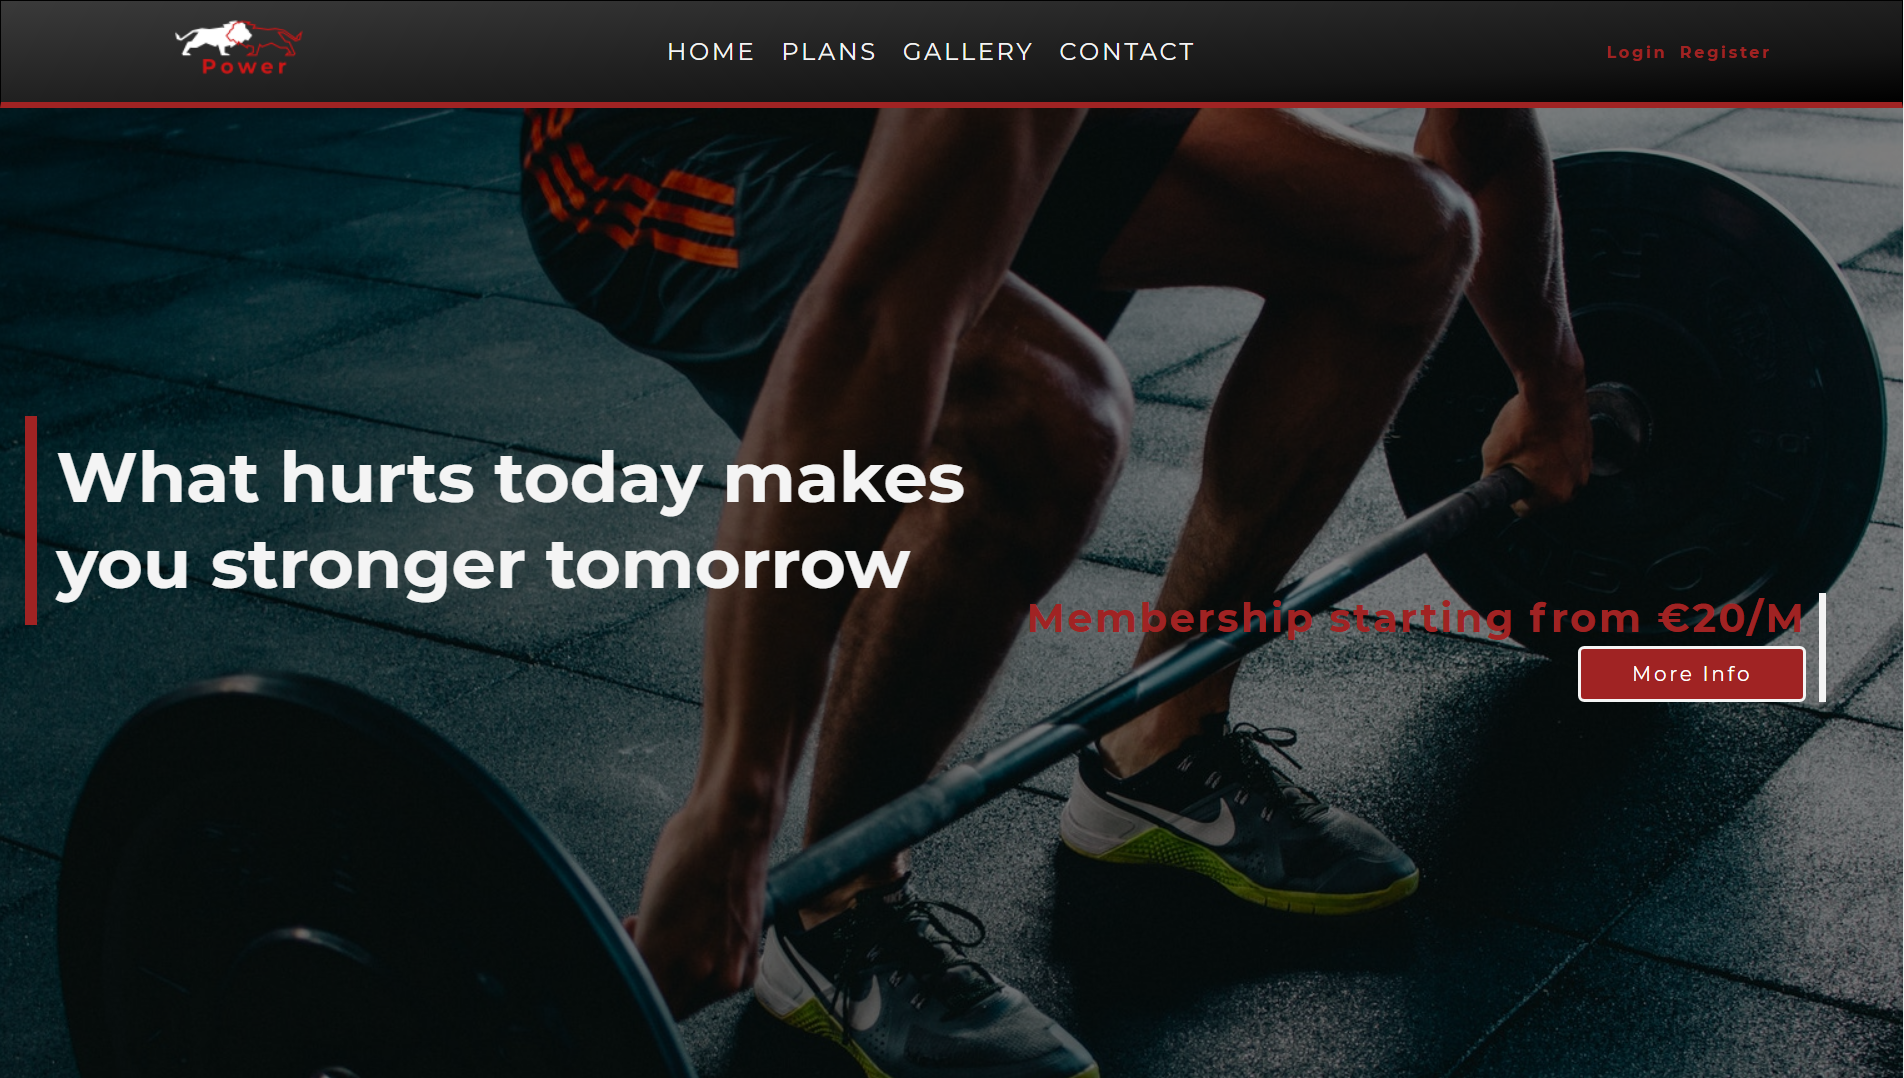 Power
HOME PLANS GALLERY CONTACT
Login Register
What hurts today makes
you stronger tomorrow
Membership starting from €20/M
More Info